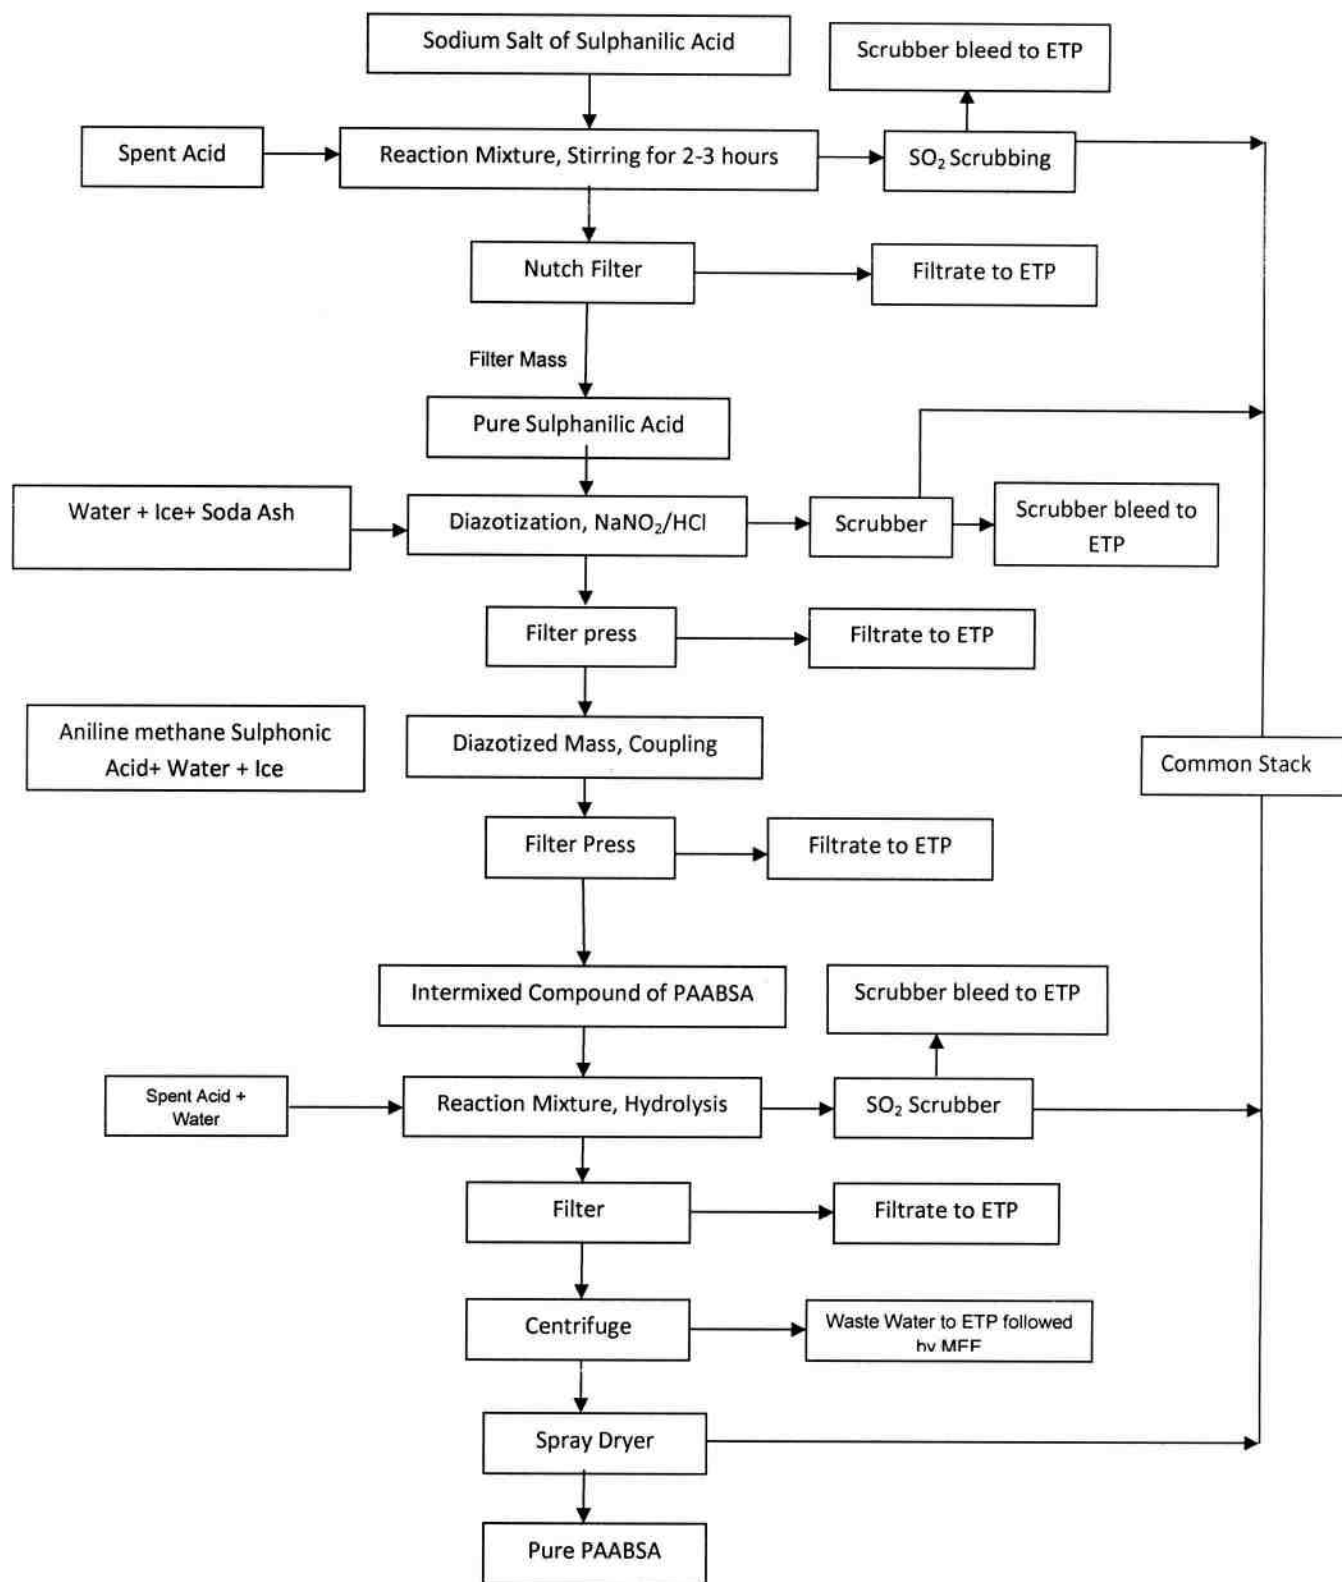 Sodium Salt of Sulphanilic Acid
Scrubber bleed to ETP
Spent Acid
Reaction Mixture, Stirring for 2-3 hours
SO₂ Scrubbing
Nutch Filter
Filtrate to ETP
Filter Mass
Pure Sulphanilic Acid
Water + Ice+ Soda Ash
Diazotization, NaNO₂/HCl
Scrubber
Scrubber bleed to
ETP
Filter press
Filtrate to ETP
Aniline methane Sulphonic
Acid+ Water + Ice
Diazotized Mass, Coupling
Common Stack
Filter Press
Filtrate to ETP
Intermixed Compound of PAABSA
Scrubber bleed to ETP
Spent Acid +
Water
Reaction Mixture, Hydrolysis
SO₂ Scrubber
Filter
Filtrate to ETP
Centrifuge
Waste Water to ETP followed
by MEE
Spray Dryer
Pure PAABSA